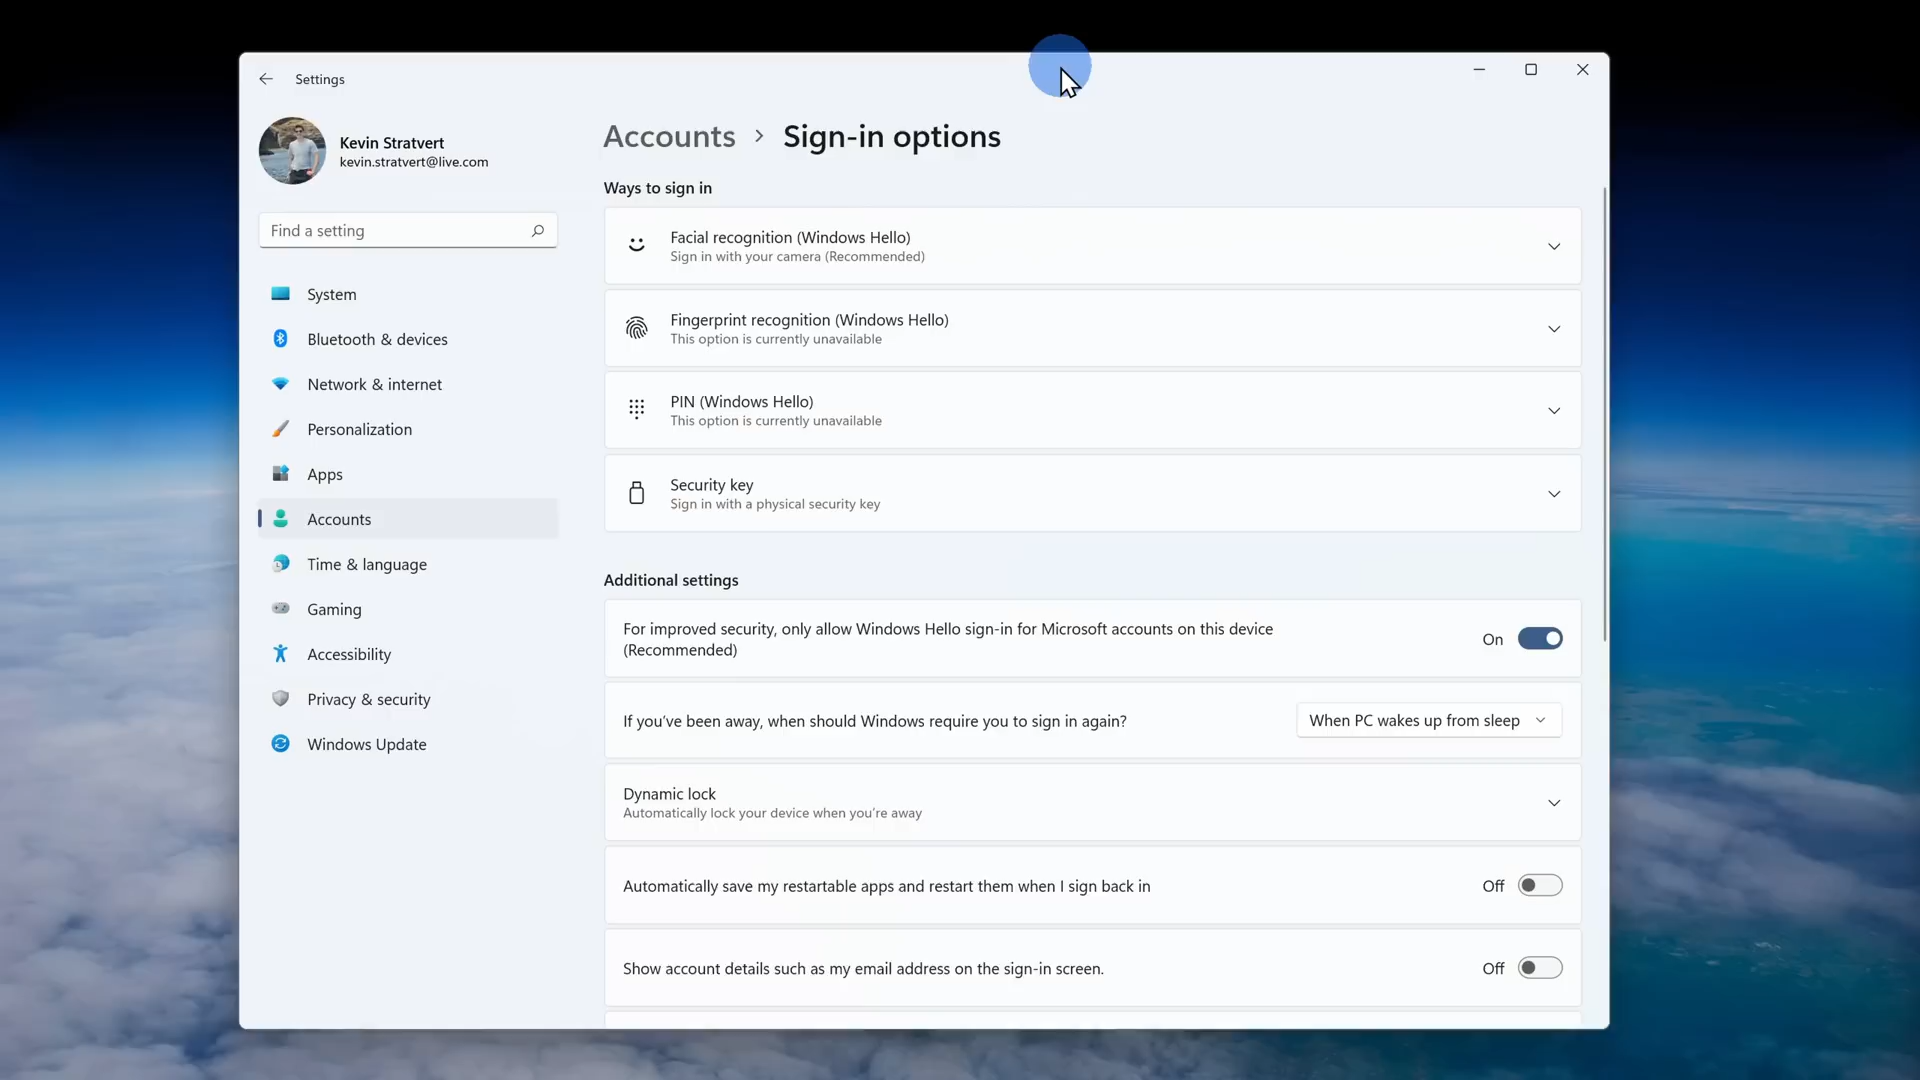 Settings
Kevin Stratvert
kevin.stratvert@live.com
Find a setting
System
Bluetooth & devices
Network & internet
Personalization
Apps
Accounts
Time & language
Gaming
Accessibility
Privacy & security
Windows Update
Accounts > Sign-in options
Ways to sign in
Facial recognition (Windows Hello)
Sign in with your camera (Recommended)
Fingerprint recognition (Windows Hello)
This option is currently unavailable
PIN (Windows Hello)
This option is currently unavailable
Security key
Sign in with a physical security key
Additional settings
For improved security, only allow Windows Hello sign-in for Microsoft accounts on this device
(Recommended)
On
If you've been away, when should Windows require you to sign in again?
When PC wakes up from sleep
Dynamic lock
Automatically lock your device when you're away
Automatically save my restartable apps and restart them when I sign back in
Off
Show account details such as my email address on the sign-in screen.
Off